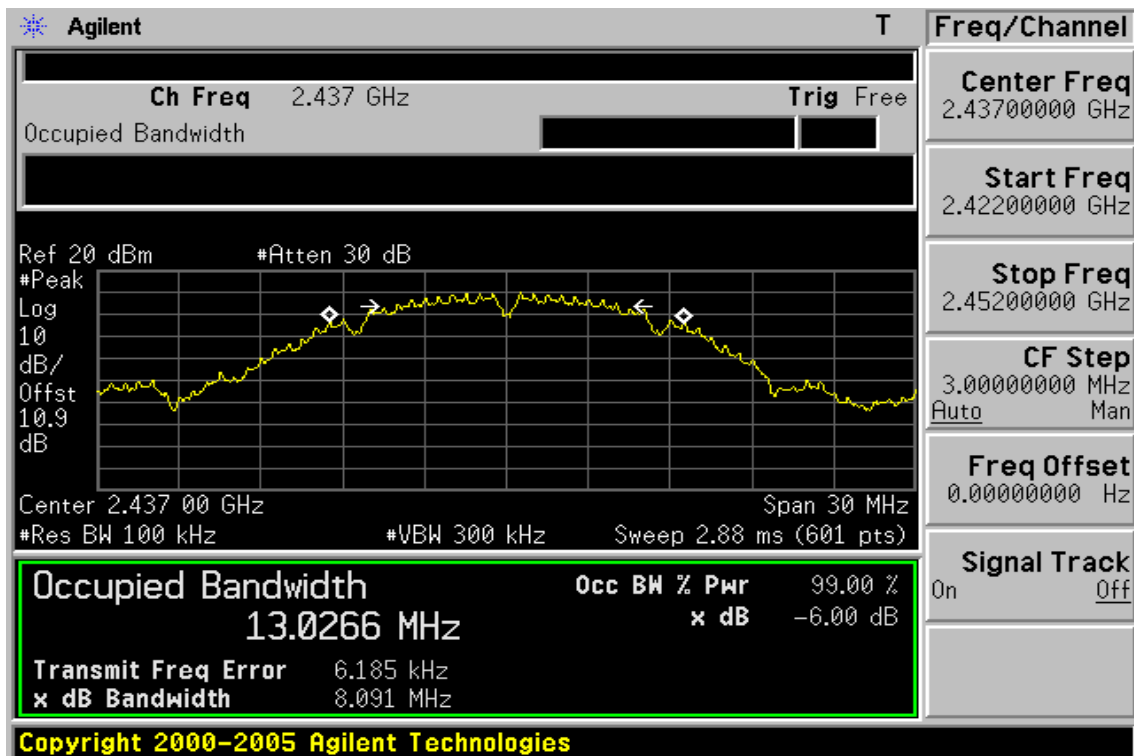 Agilent T Freq/Channel
Ch Freq 2.437 GHz Trig Free
Occupied Bandwidth
Center Freq
2.43700000 GHz
Start Freq
2.42200000 GHz
Stop Freq
2.45200000 GHz
CF Step
3.00000000 MHz
Auto Man
Freq Offset
0.00000000 Hz
Signal Track
On Off
Ref 20 dBm #Atten 30 dB
#Peak
Log
10
dB/
Offst
10.9
dB
Center 2.437 00 GHz Span 30 MHz
#Res BW 100 kHz #VBW 300 kHz Sweep 2.88 ms (601 pts)
Occupied Bandwidth Occ BW % Pwr 99.00 %
13.0266 MHz x dB -6.00 dB
Transmit Freq Error 6.185 kHz
x dB Bandwidth 8.091 MHz
Copyright 2000-2005 Agilent Technologies